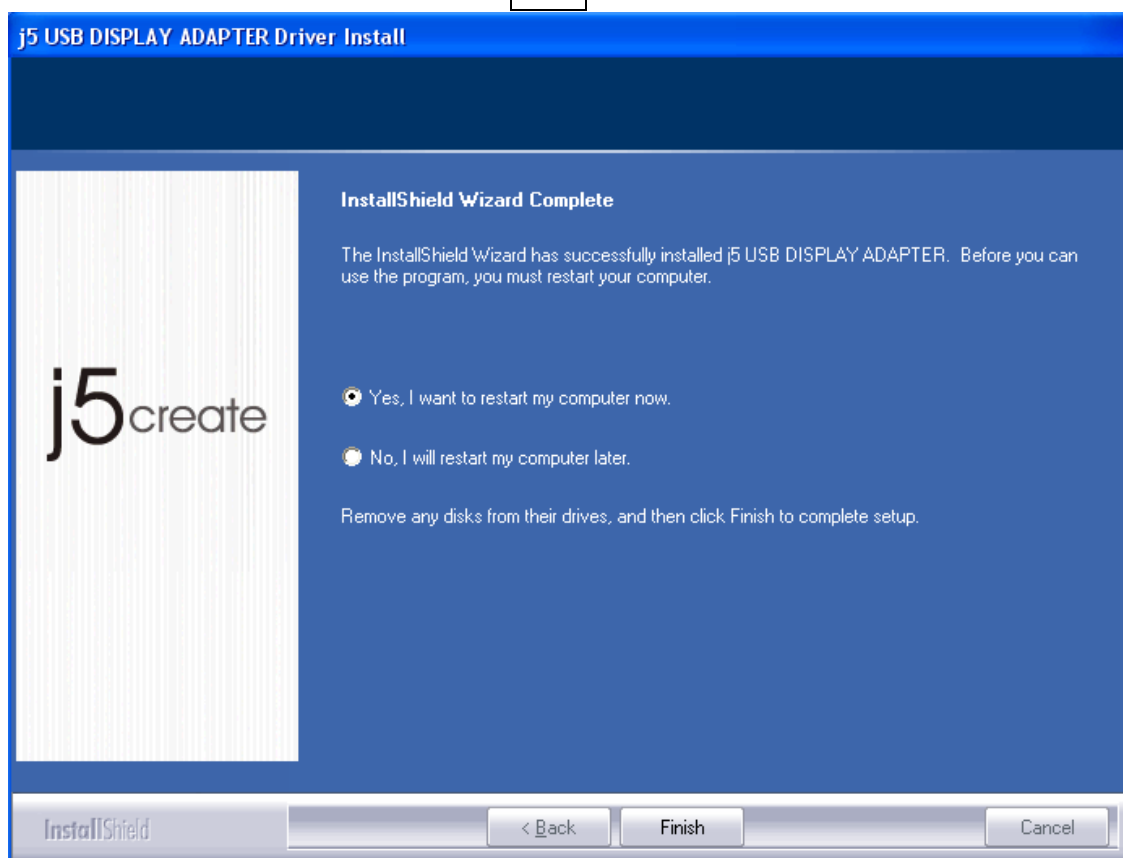 j5 USB DISPLAY ADAPTER Driver Install
InstallShield Wizard Complete
The InstallShield Wizard has successfully installed j5 USB DISPLAY ADAPTER.  Before you can
use the program, you must restart your computer.
j5create
Yes, I want to restart my computer now.
No, I will restart my computer later.
Remove any disks from their drives, and then click Finish to complete setup.
InstallShield
< Back
Finish
Cancel